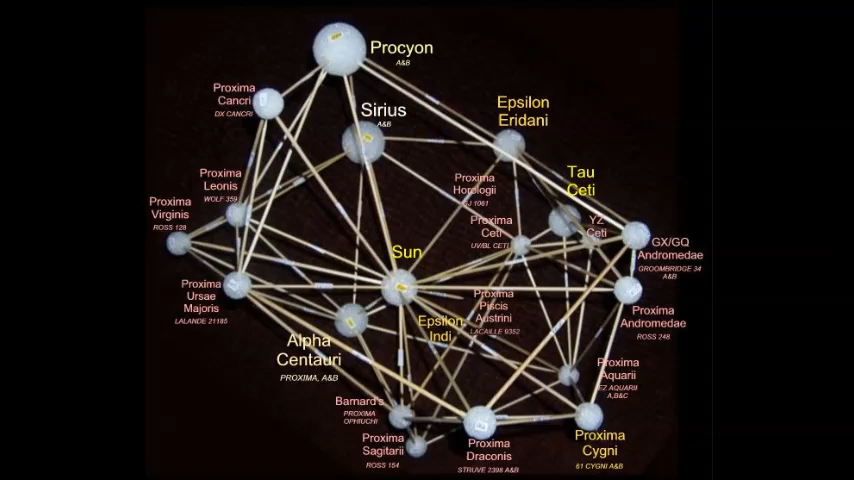 Procyon
A&B
Proxima
Cancri
DX CANCRI
Sirius
A&B
Epsilon
Eridani
Proxima
Leonis
WOLF 359
Proxima
Horologii
GJ 1061
Tau
Ceti
Proxima
Virginis
ROSS 128
Proxima
Ceti
UV/BL CETI
YZ
Ceti
GX/GQ
Andromedae
GROOMBRIDGE 34
A&B
Sun
Proxima
Ursae
Majoris
LALANDE 21185
Proxima
Piscis
Austrini
LACAILLE 9352
Proxima
Andromedae
ROSS 248
Epsilon
Indi
Alpha
Centauri
PROXIMA, A&B
Proxima
Aquarii
EZ AQUARII
A,B&C
Barnard's
PROXIMA
OPHIUCHI
Proxima
Sagitarii
ROSS 154
Proxima
Draconis
STRUVE 2398 A&B
Proxima
Cygni
61 CYGNI A&B